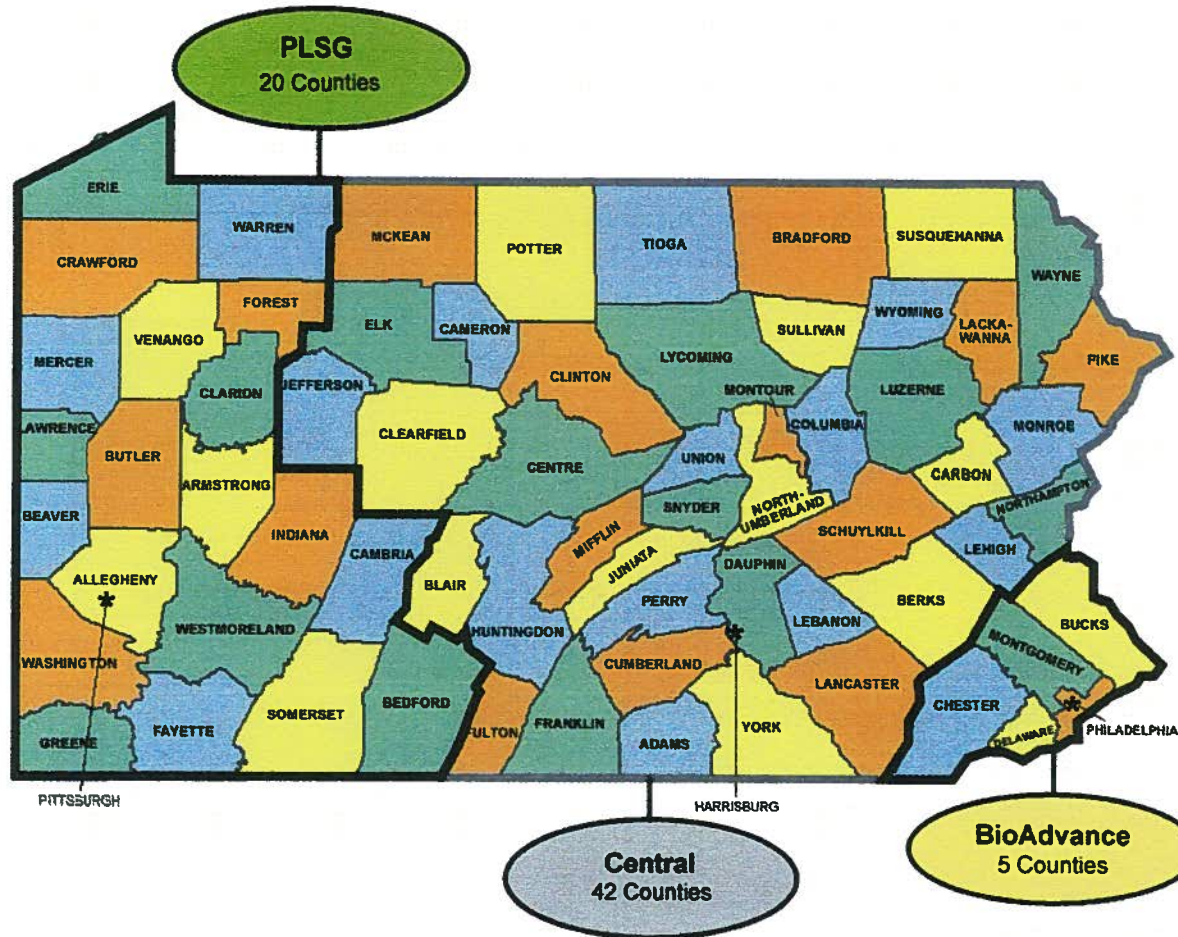 PLSG
20 Counties
ERIE
WARREN
CRAWFORD
MCKEAN
POTTER
TIOGA
BRADFORD
SUSQUEHANNA
WAYNE
FOREST
VENANGO
MERCER
ELK
CAMERON
SULLIVAN
WYOMING
LACKA-
WANNA
PIKE
CLARION
JEFFERSON
CLINTON
LYCOMING
MONTOUR
COLUMBIA
LUZERNE
MONROE
LAWRENCE
BUTLER
CLEARFIELD
CENTRE
UNION
CARBON
ARMSTRONG
SNYDER
NORTH-
UMBERLAND
NORTHAMPTON
BEAVER
INDIANA
CAMBRIA
MIFFLIN
SCHUYLKILL
LEHIGH
ALLEGHENY
BLAIR
JUNIATA
DAUPHIN
BERKS
WESTMORELAND
HUNTINGDON
PERRY
LEBANON
BUCKS
MONTGOMERY
WASHINGTON
CUMBERLAND
LANCASTER
SOMERSET
BEDFORD
CHESTER
GREENE
FAYETTE
FULTON
FRANKLIN
ADAMS
YORK
DELAWARE
PHILADELPHIA
PITTSBURGH
HARRISBURG
BioAdvance
5 Counties
Central
42 Counties